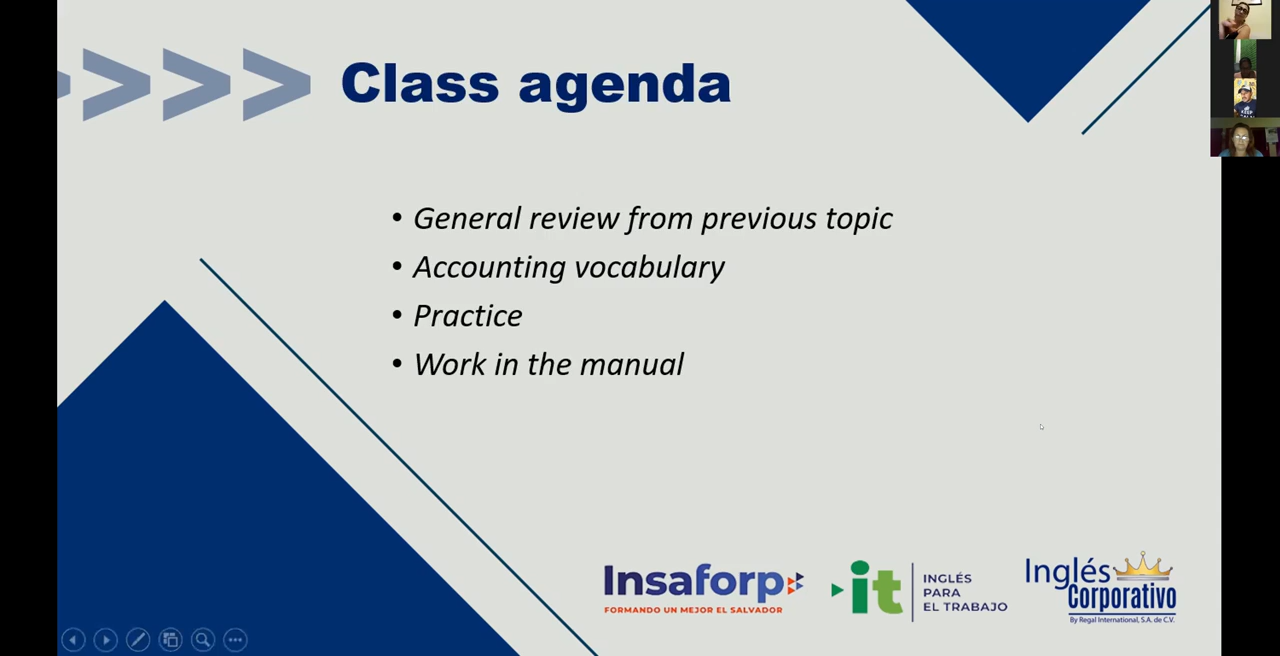 Class agenda
• General review from previous topic
• Accounting vocabulary
• Practice
• Work in the manual
Insaforp
FORMANDO UN MEJOR EL SALVADOR
it
INGLÉS
PARA
EL TRABAJO
Inglés
Corporativo
By Regal International, S.A. de C.V.